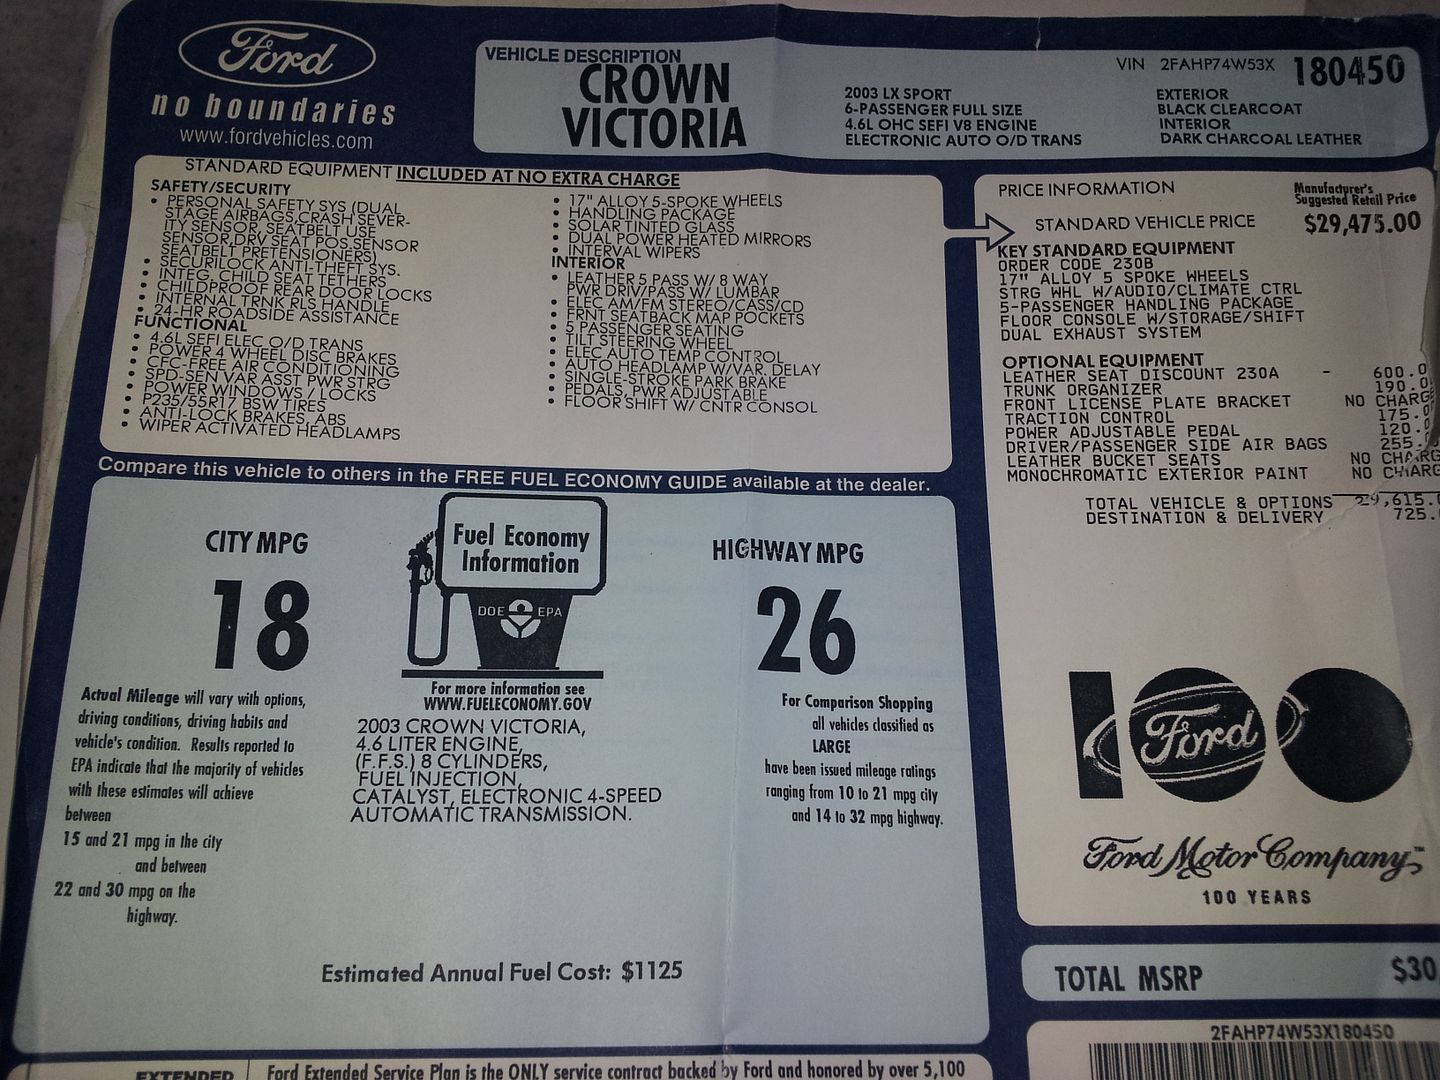 Ford
no boundaries
www.fordvehicles.com
VEHICLE DESCRIPTION
CROWN
VICTORIA
2003 LX SPORT
6-PASSENGER FULL SIZE
4.6L OHC SEFI V8 ENGINE
ELECTRONIC AUTO O/D TRANS
VIN 2FAHP74W53X 180450
EXTERIOR
BLACK CLEARCOAT
INTERIOR
DARK CHARCOAL LEATHER
STANDARD EQUIPMENT INCLUDED AT NO EXTRA CHARGE
SAFETY/SECURITY
• PERSONAL SAFETY SYS (DUAL
STAGE AIRBAGS,CRASH SEVER-
ITY SENSOR, SEATBELT USE
SENSOR,DRV SEAT POS.SENSOR
SEATBELT PRETENSIONERS)
• SECURILOCK ANTI-THEFT SYS.
• INTEG. CHILD SEAT TETHERS
• CHILDPROOF REAR DOOR LOCKS
• INTERNAL TRNK RLS HANDLE
• 24-HR ROADSIDE ASSISTANCE
FUNCTIONAL
• 4.6L SEFI ELEC O/D TRANS
• POWER 4 WHEEL DISC BRAKES
• CFC-FREE AIR CONDITIONING
• SPD-SEN VAR ASST PWR STRG
• POWER WINDOWS / LOCKS
• P235/55R17 BSW TIRES
• ANTI-LOCK BRAKES, ABS
• WIPER ACTIVATED HEADLAMPS
• 17" ALLOY 5-SPOKE WHEELS
• HANDLING PACKAGE
• SOLAR TINTED GLASS
• DUAL POWER HEATED MIRRORS
• INTERVAL WIPERS
INTERIOR
• LEATHER 5 PASS W/ 8 WAY
PWR DRV/PASS W/ LUMBAR
• ELEC AM/FM STEREO/CASS/CD
• FRNT SEATBACK MAP POCKETS
• 5 PASSENGER SEATING
• TILT STEERING WHEEL
• ELEC AUTO TEMP CONTROL
• AUTO HEADLAMP W/VAR. DELAY
• SINGLE-STROKE PARK BRAKE
• PEDALS, PWR ADJUSTABLE
• FLOOR SHIFT W/ CNTR CONSOL
PRICE INFORMATION
Manufacturer's
Suggested Retail Price
STANDARD VEHICLE PRICE $29,475.00
KEY STANDARD EQUIPMENT
ORDER CODE 230B
17" ALLOY 5 SPOKE WHEELS
STRG WHL W/AUDIO/CLIMATE CTRL
5-PASSENGER HANDLING PACKAGE
FLOOR CONSOLE W/STORAGE/SHIFT
DUAL EXHAUST SYSTEM
OPTIONAL EQUIPMENT
LEATHER SEAT DISCOUNT 230A - 600.0
TRUNK ORGANIZER 190.0
FRONT LICENSE PLATE BRACKET NO CHARG
TRACTION CONTROL 175.0
POWER ADJUSTABLE PEDAL 120.
DRIVER/PASSENGER SIDE AIR BAGS 255.
LEATHER BUCKET SEATS NO CHARG
MONOCHROMATIC EXTERIOR PAINT NO CHARG
TOTAL VEHICLE & OPTIONS 29,615.
DESTINATION & DELIVERY 725.
Compare this vehicle to others in the FREE FUEL ECONOMY GUIDE available at the dealer.
CITY MPG
18
Fuel Economy
Information
DOE EPA
HIGHWAY MPG
26
Actual Mileage will vary with options,
driving conditions, driving habits and
vehicle's condition. Results reported to
EPA indicate that the majority of vehicles
with these estimates will achieve
between
15 and 21 mpg in the city
and between
22 and 30 mpg on the
highway.
For more information see
WWW.FUELECONOMY.GOV
2003 CROWN VICTORIA,
4.6 LITER ENGINE,
(F.F.S.) 8 CYLINDERS,
FUEL INJECTION,
CATALYST, ELECTRONIC 4-SPEED
AUTOMATIC TRANSMISSION.
For Comparison Shopping
all vehicles classified as
LARGE
have been issued mileage ratings
ranging from 10 to 21 mpg city
and 14 to 32 mpg highway.
Estimated Annual Fuel Cost: $1125
100
Ford
Ford Motor Company™
100 YEARS
TOTAL MSRP $30
2FAHP74W53X180450
EXTENDED
Ford Extended Service Plan is the ONLY service contract backed by Ford and honored by over 5,100